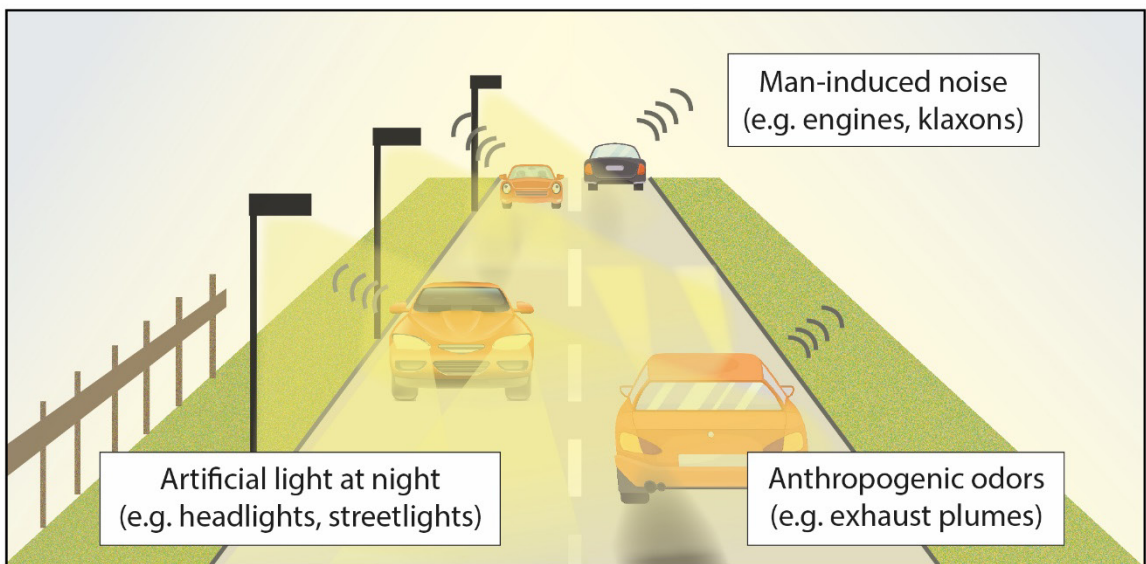 Man-induced noise
(e.g. engines, klaxons)
Artificial light at night
(e.g. headlights, streetlights)
Anthropogenic odors
(e.g. exhaust plumes)